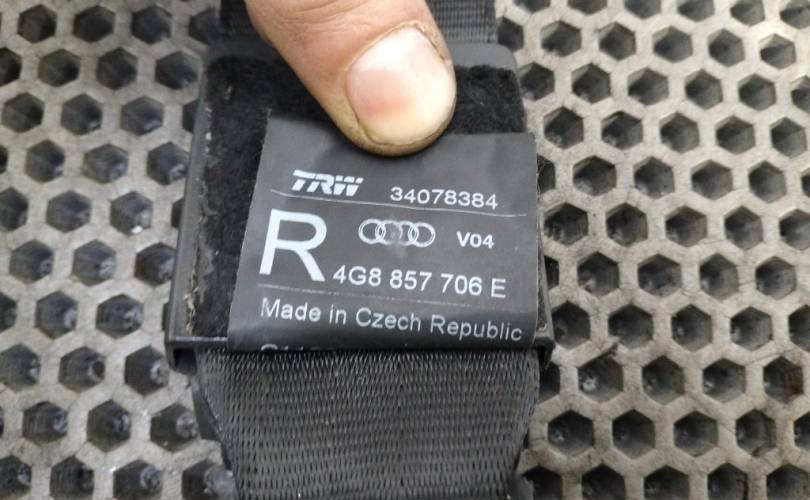 TRW 34078384
R V04
4G8 857 706 E
Made in Czech Republic